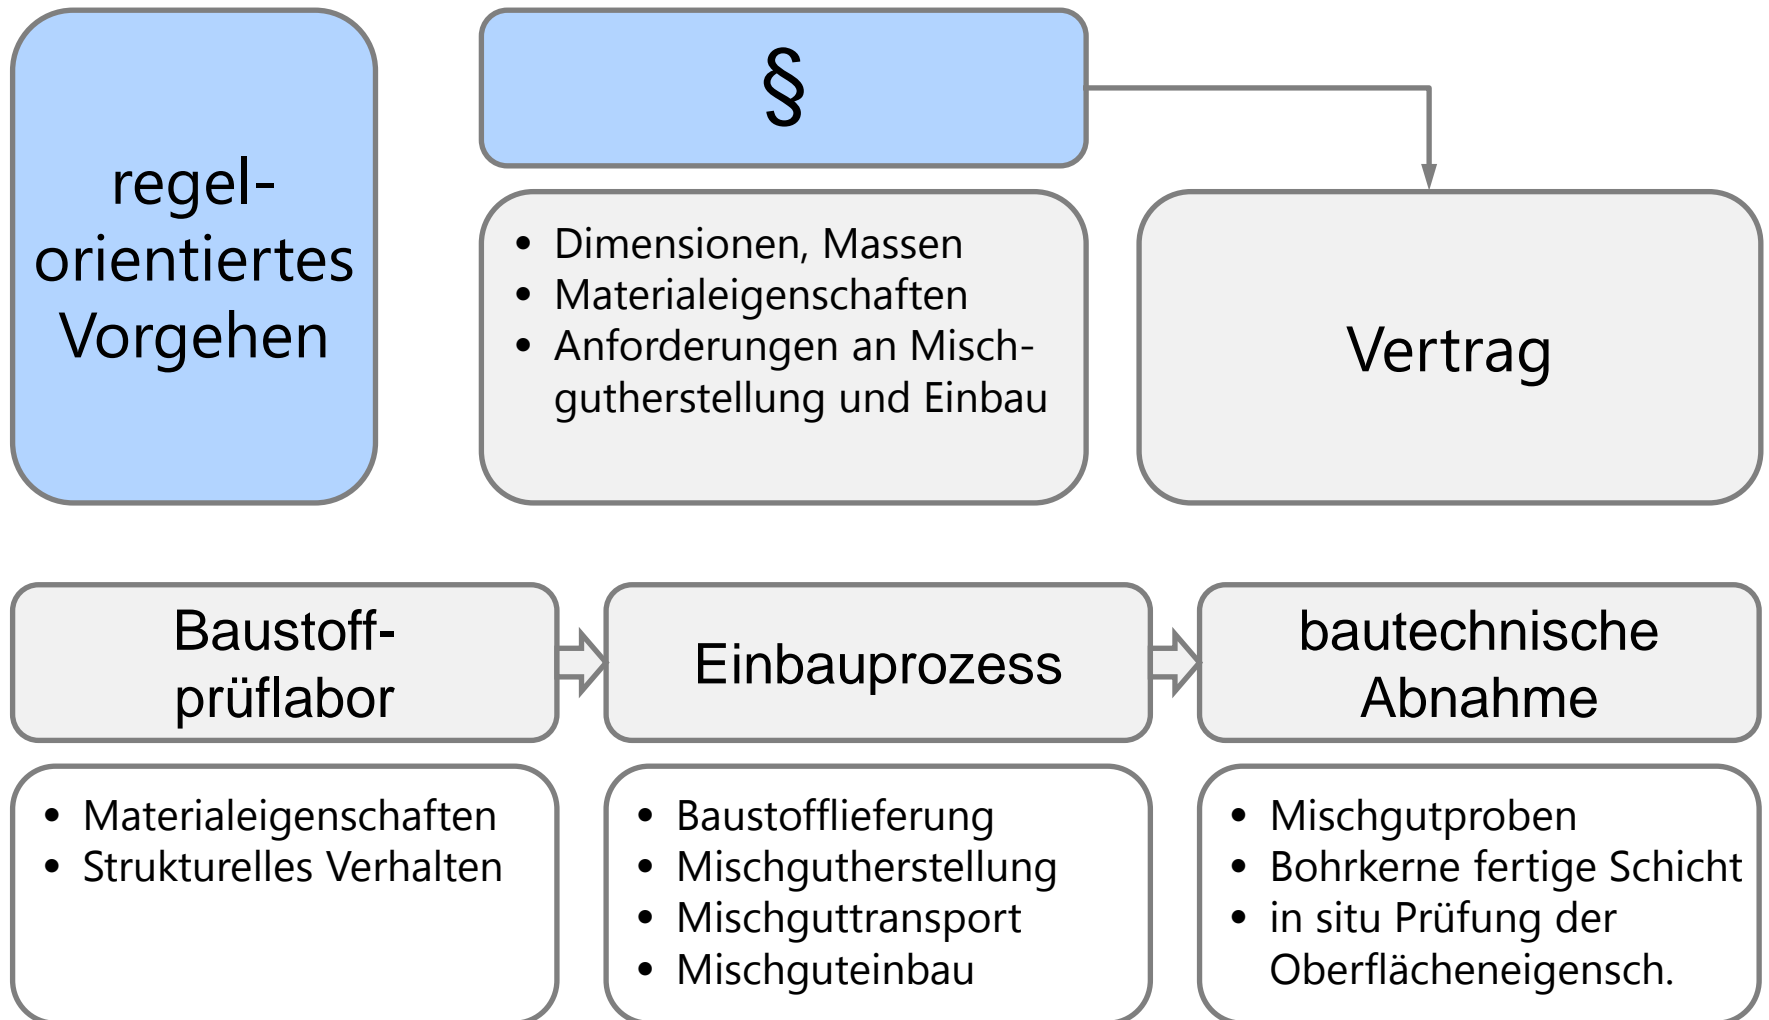 regel-
orientiertes
Vorgehen
§
• Dimensionen, Massen
• Materialeigenschaften
• Anforderungen an Misch-
gutherstellung und Einbau
Vertrag
Baustoff-
prüflabor
• Materialeigenschaften
• Strukturelles Verhalten
Einbauprozess
• Baustofflieferung
• Mischgutherstellung
• Mischguttransport
• Mischguteinbau
bautechnische
Abnahme
• Mischgutproben
• Bohrkerne fertige Schicht
• in situ Prüfung der
Oberflächeneigensch.